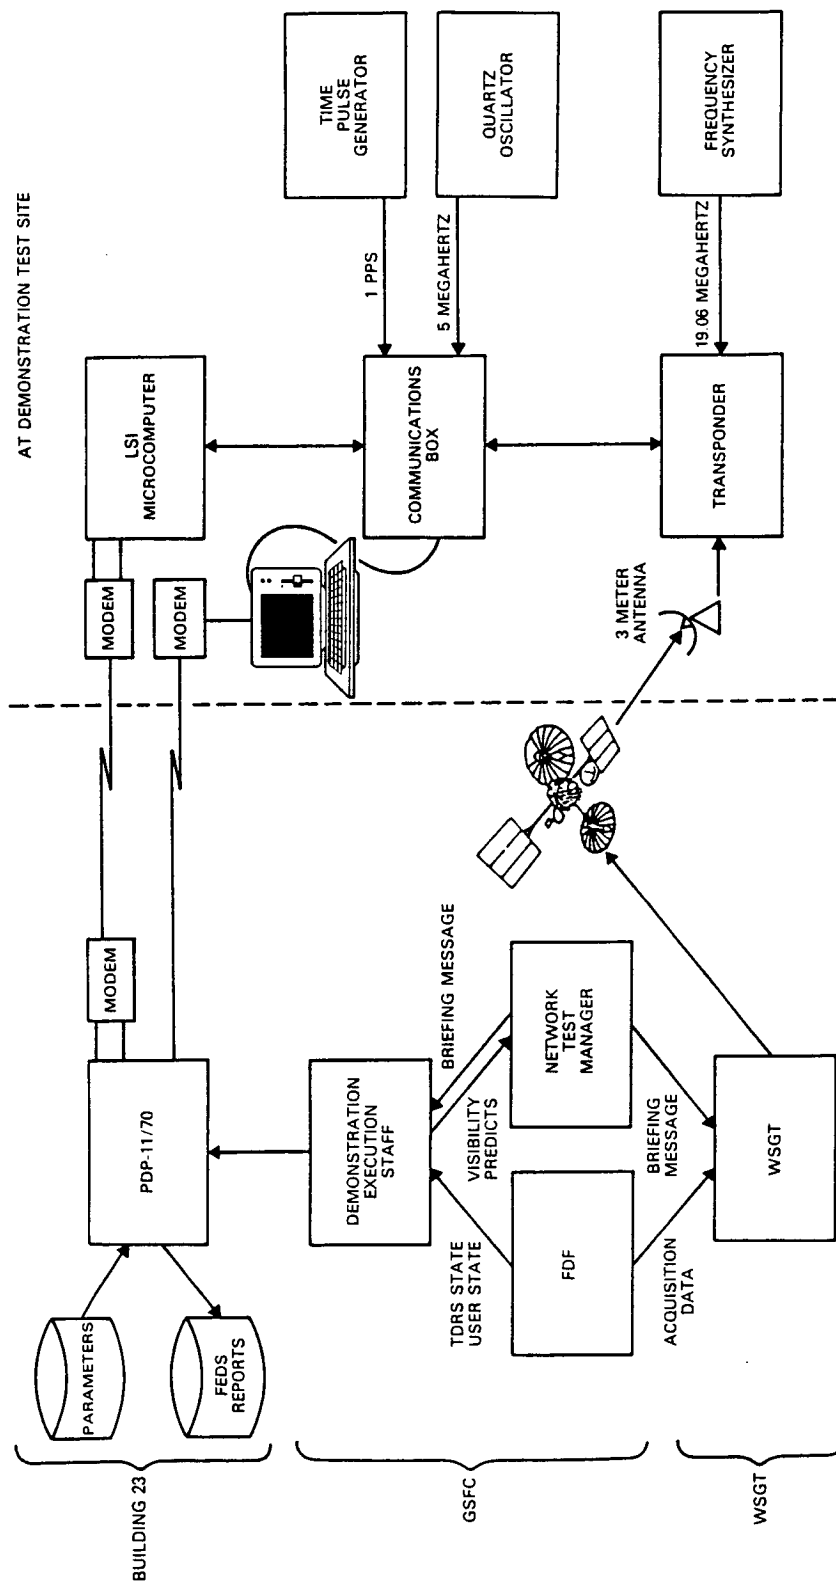 AT DEMONSTRATION TEST SITE
BUILDING 23
PARAMETERS
FEDS
REPORTS
PDP-11/70
MODEM
MODEM
MODEM
LSI
MICROCOMPUTER
GSFC
DEMONSTRATION
EXECUTION
STAFF
TDRS STATE
USER STATE
VISIBILITY
PREDICTS
BRIEFING MESSAGE
FDF
NETWORK
TEST
MANAGER
ACQUISITION
DATA
BRIEFING
MESSAGE
COMMUNICATIONS
BOX
1 PPS
5 MEGAHERTZ
TIME
PULSE
GENERATOR
QUARTZ
OSCILLATOR
WSGT
WSGT
3 METER
ANTENNA
TRANSPONDER
19.06 MEGAHERTZ
FREQUENCY
SYNTHESIZER